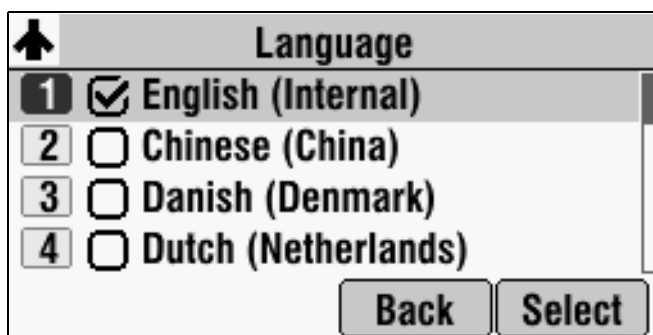 Language
1 English (Internal)
2 Chinese (China)
3 Danish (Denmark)
4 Dutch (Netherlands)
Back Select